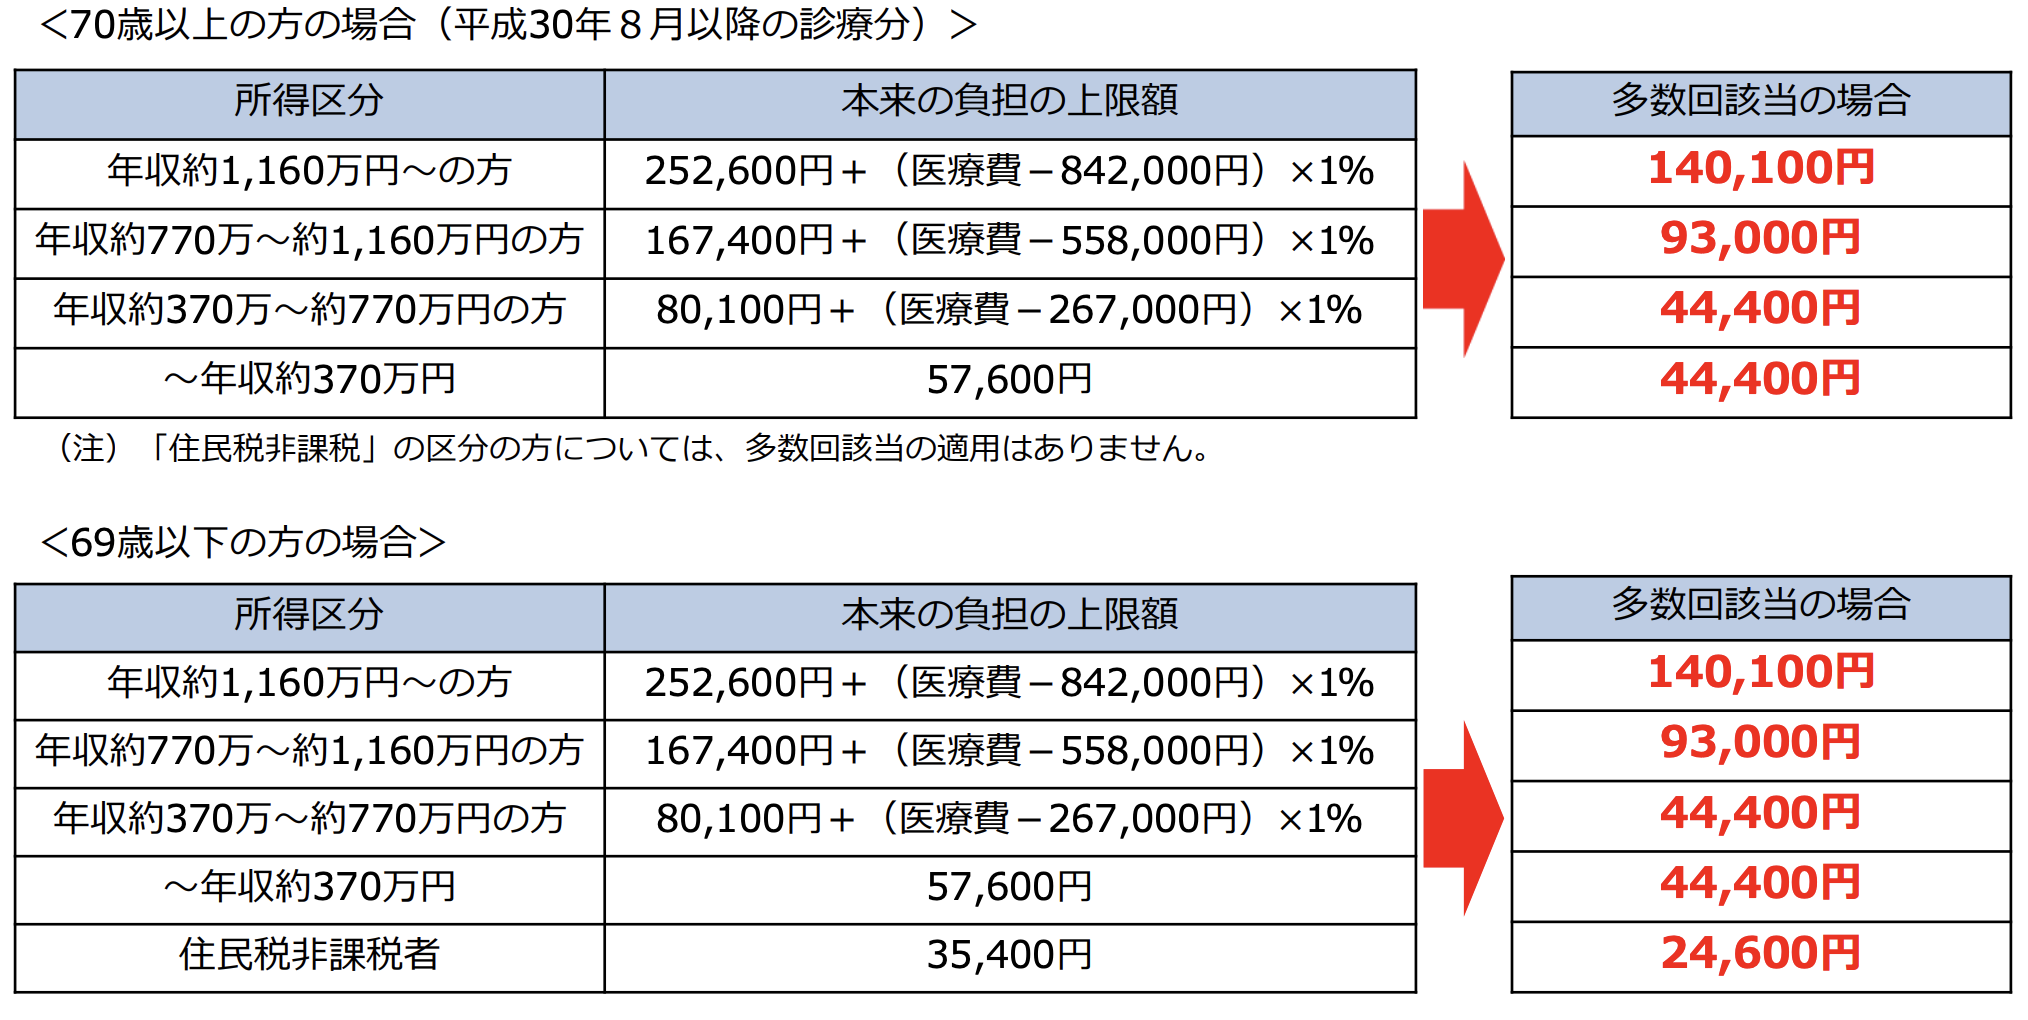 ＜70歳以上の方の場合（平成30年８月以降の診療分）＞
所得区分 本来の負担の上限額 多数回該当の場合
年収約1,160万円～の方 252,600円＋（医療費－842,000円）×1% 140,100円
年収約770万～約1,160万円の方 167,400円＋（医療費－558,000円）×1% 93,000円
年収約370万～約770万円の方 80,100円＋（医療費－267,000円）×1% 44,400円
～年収約370万円 57,600円 44,400円
（注）「住民税非課税」の区分の方については、多数回該当の適用はありません。
＜69歳以下の方の場合＞
所得区分 本来の負担の上限額 多数回該当の場合
年収約1,160万円～の方 252,600円＋（医療費－842,000円）×1% 140,100円
年収約770万～約1,160万円の方 167,400円＋（医療費－558,000円）×1% 93,000円
年収約370万～約770万円の方 80,100円＋（医療費－267,000円）×1% 44,400円
～年収約370万円 57,600円 44,400円
住民税非課税者 35,400円 24,600円